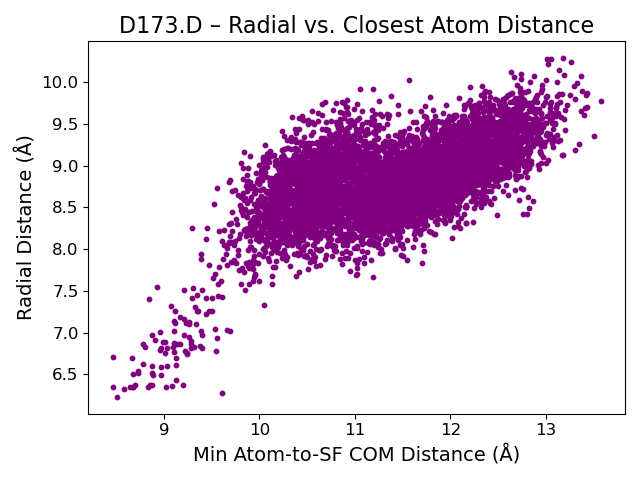 D173.D – Radial vs. Closest Atom Distance
Radial Distance (Å)
10.0
9.5
9.0
8.5
8.0
7.5
7.0
6.5
9 10 11 12 13
Min Atom-to-SF COM Distance (Å)